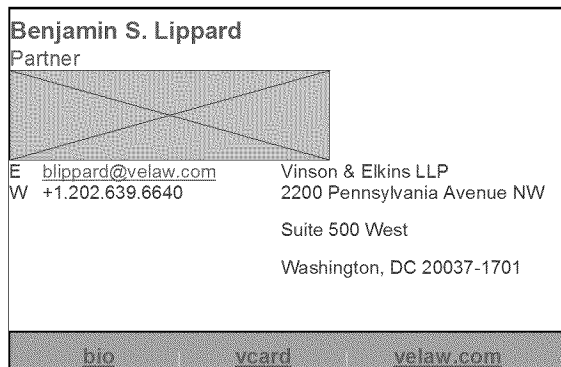 Benjamin S. Lippard
Partner
E blippard@velaw.com
W +1.202.639.6640
Vinson & Elkins LLP
2200 Pennsylvania Avenue NW
Suite 500 West
Washington, DC 20037-1701
bio vcard velaw.com